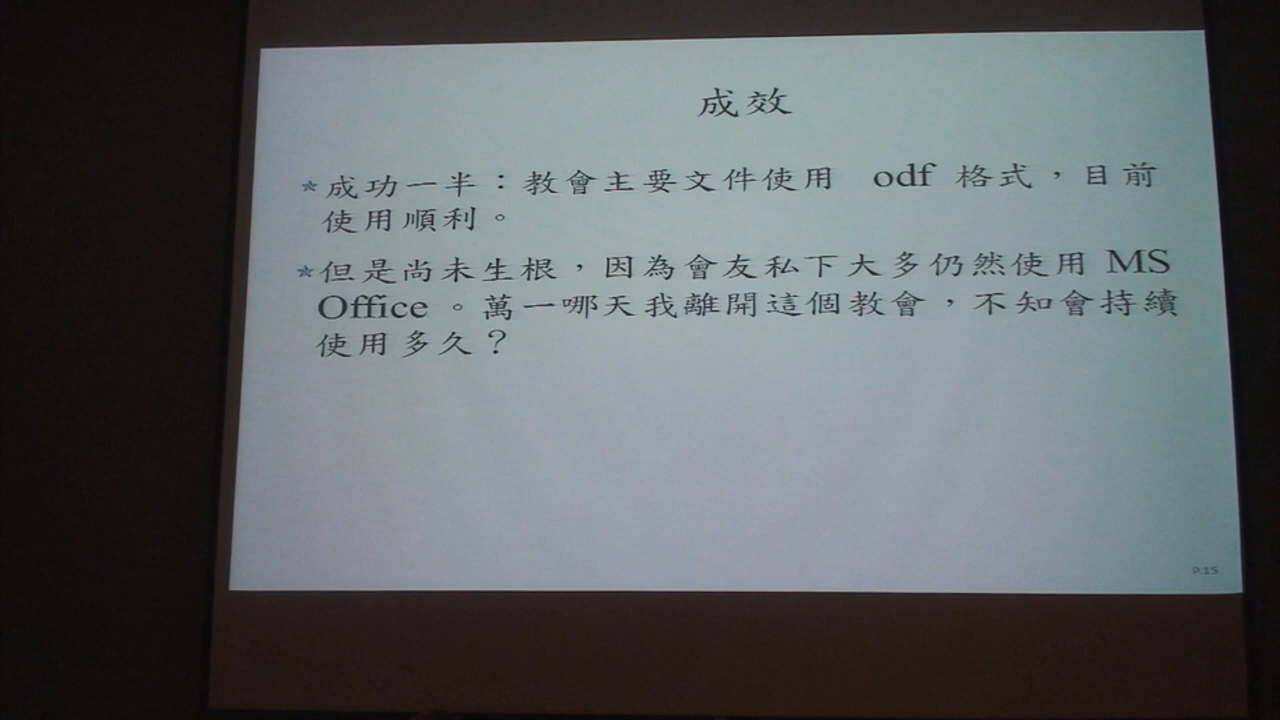 成效
*成功一半：教會主要文件使用 odf 格式，目前
使用順利。
*但是尚未生根，因為會友私下大多仍然使用 MS
Office 。萬一哪天我離開這個教會，不知會持續
使用多久？
P.15